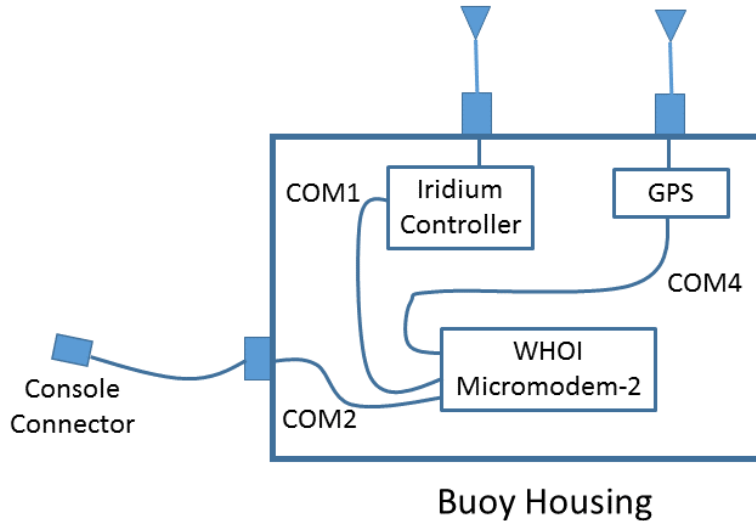 COM1
Iridium
Controller
GPS
COM4
WHOI
Micromodem-2
Console
Connector
COM2
Buoy Housing